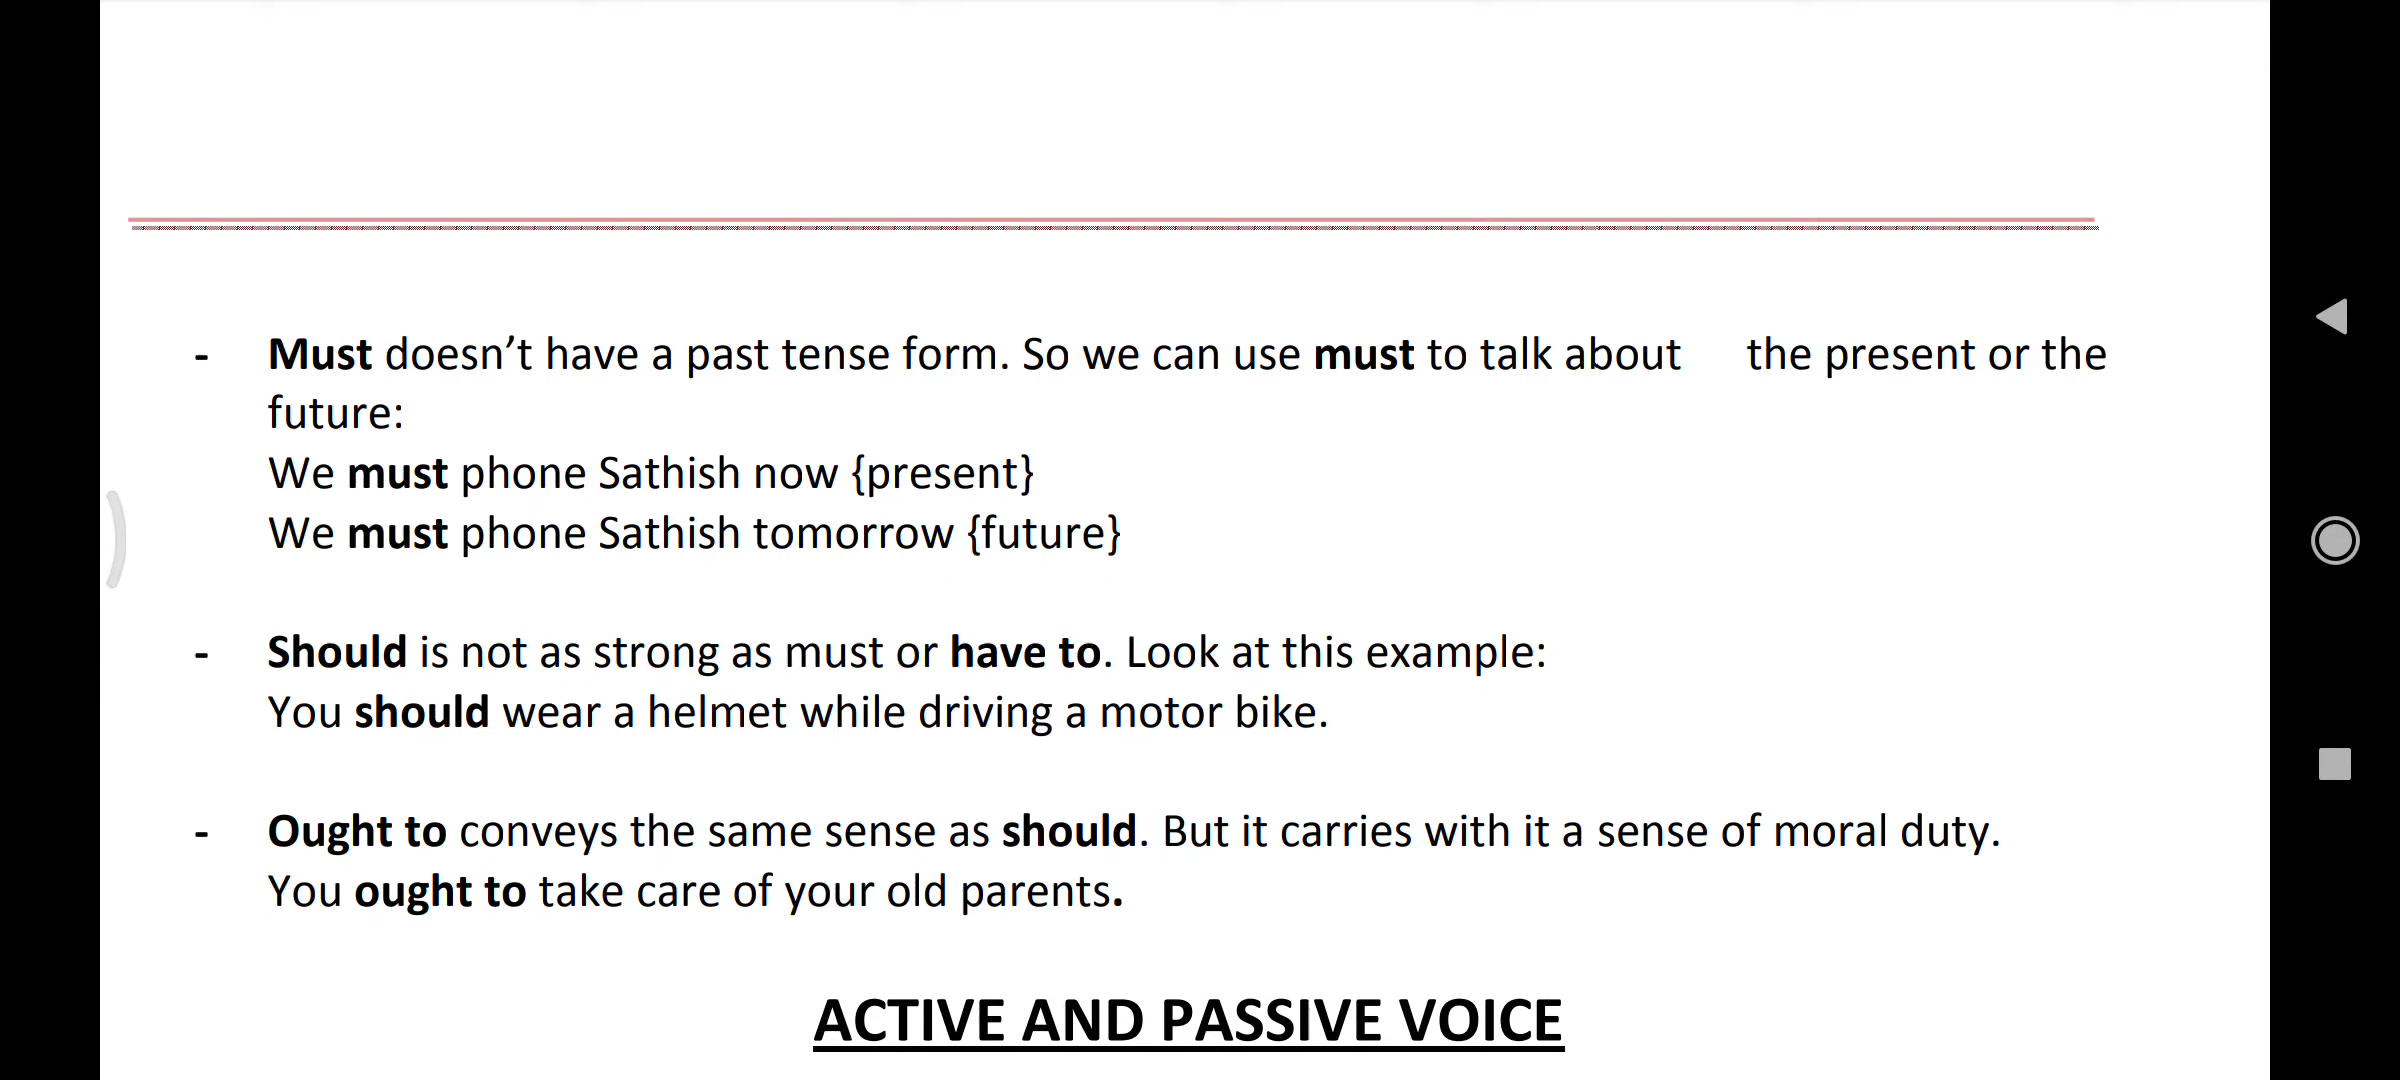 - Must doesn’t have a past tense form. So we can use must to talk about the present or the
future:
We must phone Sathish now {present}
We must phone Sathish tomorrow {future}
- Should is not as strong as must or have to. Look at this example:
You should wear a helmet while driving a motor bike.
- Ought to conveys the same sense as should. But it carries with it a sense of moral duty.
You ought to take care of your old parents.
ACTIVE AND PASSIVE VOICE